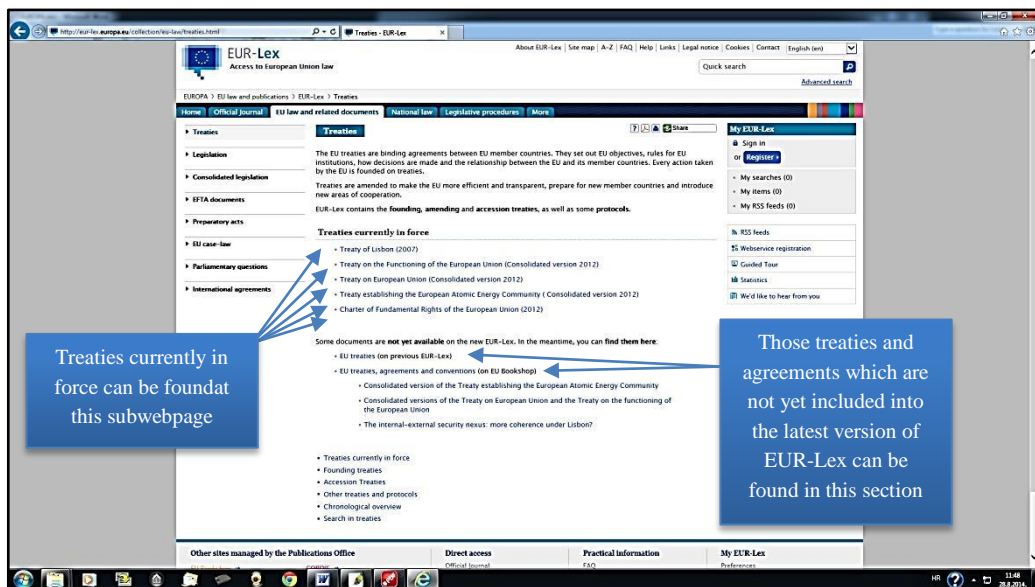 http://eur-lex.europa.eu/collection/eu-law/treaties.html
Treaties - EUR-Lex
EUR-Lex
Access to European Union law
About EUR-Lex | Site map | A-Z | FAQ | Help | Links | Legal notice | Cookies | Contact
English (en)
Quick search
Advanced search
EUROPA > EU law and publications > EUR-Lex > Treaties
Home
Official Journal
EU law and related documents
National law
Legislative procedures
More
Treaties
Legislation
Consolidated legislation
EFTA documents
Preparatory acts
EU case-law
Parliamentary questions
International agreements
Treaties
Share
The EU treaties are binding agreements between EU member countries. They set out EU objectives, rules for EU
institutions, how decisions are made and the relationship between the EU and its member countries. Every action taken
by the EU is founded on treaties.
Treaties are amended to make the EU more efficient and transparent, prepare for new member countries and introduce
new areas of cooperation.
EUR-Lex contains the founding, amending and accession treaties, as well as some protocols.
Treaties currently in force
Treaty of Lisbon (2007)
Treaty on the Functioning of the European Union (Consolidated version 2012)
Treaty on European Union (Consolidated version 2012)
Treaty establishing the European Atomic Energy Community ( Consolidated version 2012)
Charter of Fundamental Rights of the European Union (2012)
Some documents are not yet available on the new EUR-Lex. In the meantime, you can find them here:
EU treaties (on previous EUR-Lex)
EU treaties, agreements and conventions (on EU Bookshop)
Consolidated version of the Treaty establishing the European Atomic Energy Community
Consolidated versions of the Treaty on European Union and the Treaty on the functioning of
the European Union
The internal-external security nexus: more coherence under Lisbon?
Treaties currently in force
Founding treaties
Accession Treaties
Other treaties and protocols
Chronological overview
Search in treaties
My EUR-Lex
Sign in
or Register
My searches (0)
My items (0)
My RSS feeds (0)
RSS feeds
Webservice registration
Guided Tour
Statistics
We'd like to hear from you
Treaties currently in
force can be foundat
this subwebpage
Those treaties and
agreements which are
not yet included into
the latest version of
EUR-Lex can be
found in this section
Other sites managed by the Publications Office
Direct access
Practical information
My EUR-Lex
Official Journal
FAQ
Preferences
HR
11:48
28.8.2014.